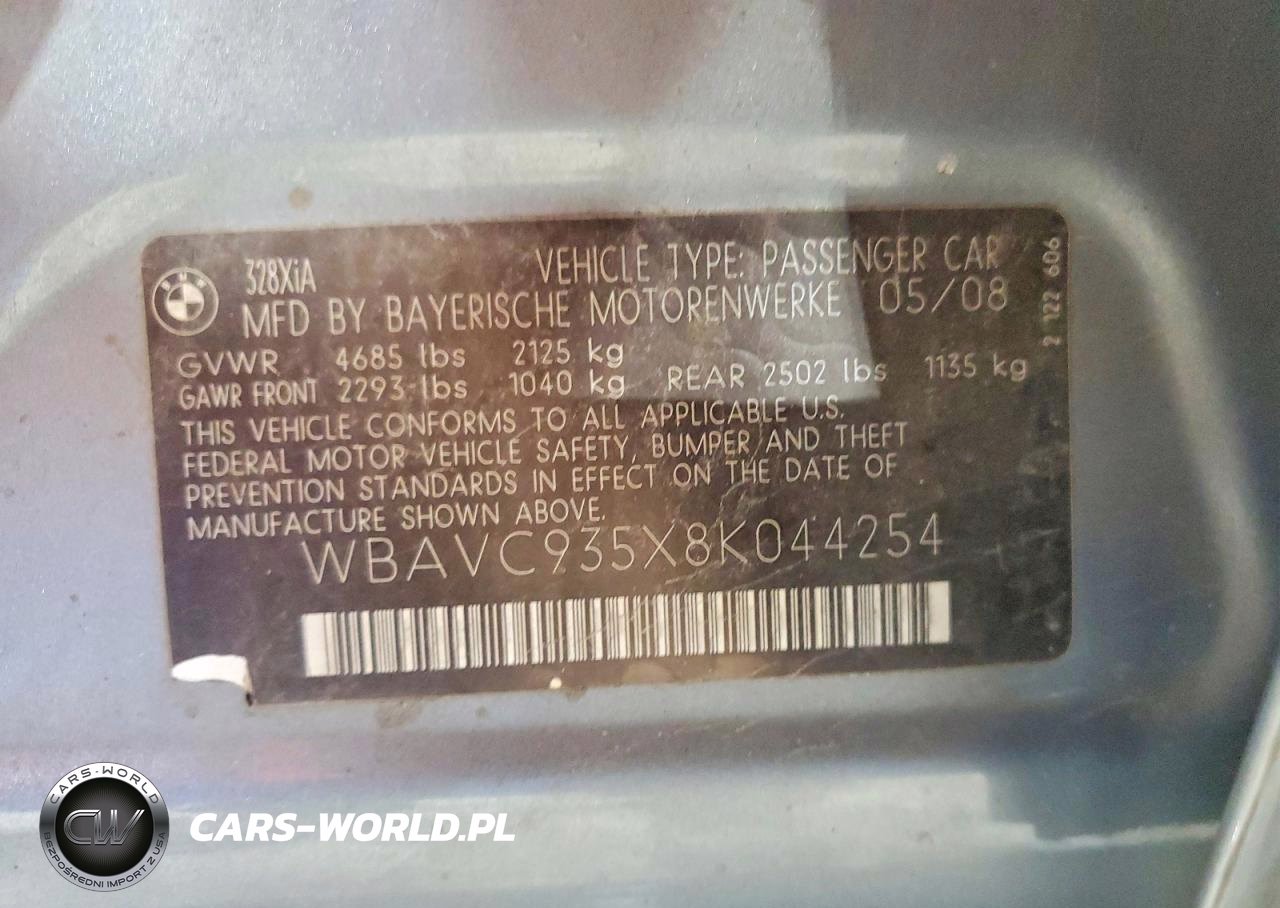 328XiA
VEHICLE TYPE: PASSENGER CAR
MFD BY BAYERISCHE MOTORENWERKE 05/08
GVWR 4685 lbs 2125 kg
GAWR FRONT 2293 lbs 1040 kg REAR 2502 lbs 1135 kg
THIS VEHICLE CONFORMS TO ALL APPLICABLE U.S.
FEDERAL MOTOR VEHICLE SAFETY, BUMPER AND THEFT
PREVENTION STANDARDS IN EFFECT ON THE DATE OF
MANUFACTURE SHOWN ABOVE.
WBAVC935X8K044254
2 122 606
CARS-WORLD
CW
BEZPOŚREDNI IMPORT Z USA
CARS-WORLD.PL